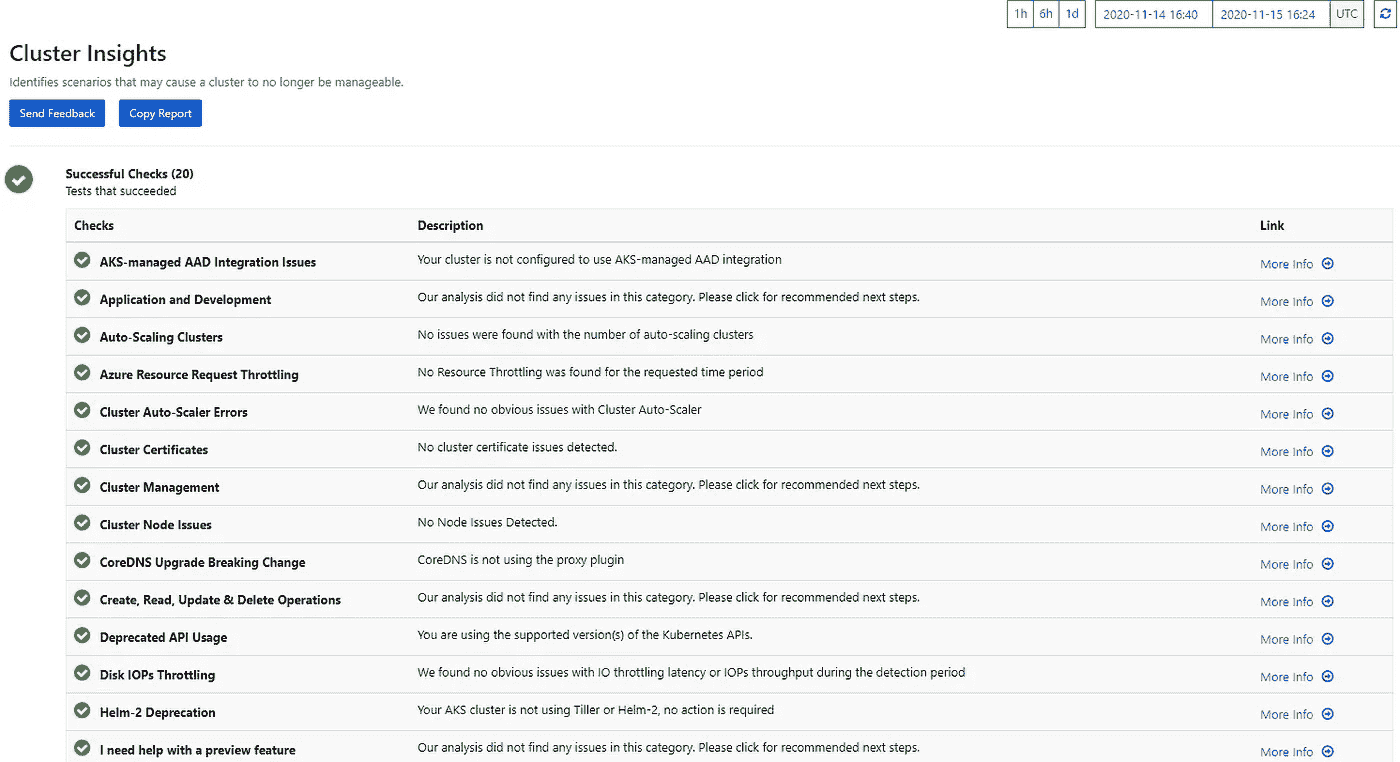 1h 6h 1d 2020-11-14 16:40 2020-11-15 16:24 UTC
Cluster Insights
Identifies scenarios that may cause a cluster to no longer be manageable.
Send Feedback Copy Report
Successful Checks (20)
Tests that succeeded
Checks Description Link
AKS-managed AAD Integration Issues Your cluster is not configured to use AKS-managed AAD integration More Info
Application and Development Our analysis did not find any issues in this category. Please click for recommended next steps. More Info
Auto-Scaling Clusters No issues were found with the number of auto-scaling clusters More Info
Azure Resource Request Throttling No Resource Throttling was found for the requested time period More Info
Cluster Auto-Scaler Errors We found no obvious issues with Cluster Auto-Scaler More Info
Cluster Certificates No cluster certificate issues detected. More Info
Cluster Management Our analysis did not find any issues in this category. Please click for recommended next steps. More Info
Cluster Node Issues No Node Issues Detected. More Info
CoreDNS Upgrade Breaking Change CoreDNS is not using the proxy plugin More Info
Create, Read, Update & Delete Operations Our analysis did not find any issues in this category. Please click for recommended next steps. More Info
Deprecated API Usage You are using the supported version(s) of the Kubernetes APIs. More Info
Disk IOPs Throttling We found no obvious issues with IO throttling latency or IOPs throughput during the detection period More Info
Helm-2 Deprecation Your AKS cluster is not using Tiller or Helm-2, no action is required More Info
I need help with a preview feature Our analysis did not find any issues in this category. Please click for recommended next steps. More Info